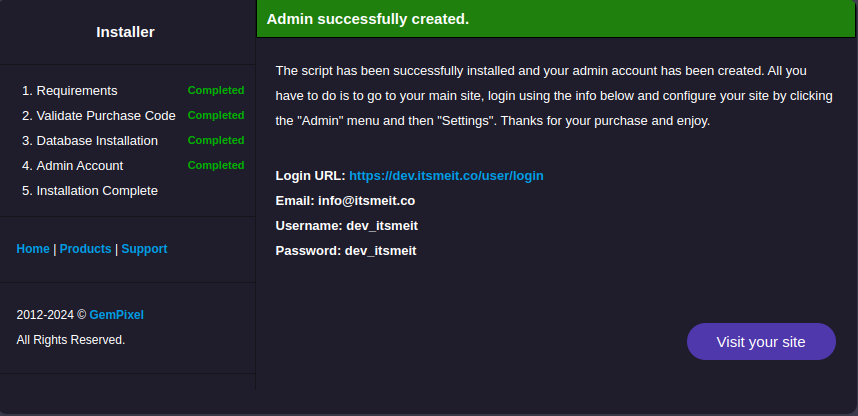 Installer
1. Requirements Completed
2. Validate Purchase Code Completed
3. Database Installation Completed
4. Admin Account Completed
5. Installation Complete
Home | Products | Support
2012-2024 © GemPixel
All Rights Reserved.
Admin successfully created.
The script has been successfully installed and your admin account has been created. All you
have to do is to go to your main site, login using the info below and configure your site by clicking
the "Admin" menu and then "Settings". Thanks for your purchase and enjoy.
Login URL: https://dev.itsmeit.co/user/login
Email: info@itsmeit.co
Username: dev_itsmeit
Password: dev_itsmeit
Visit your site